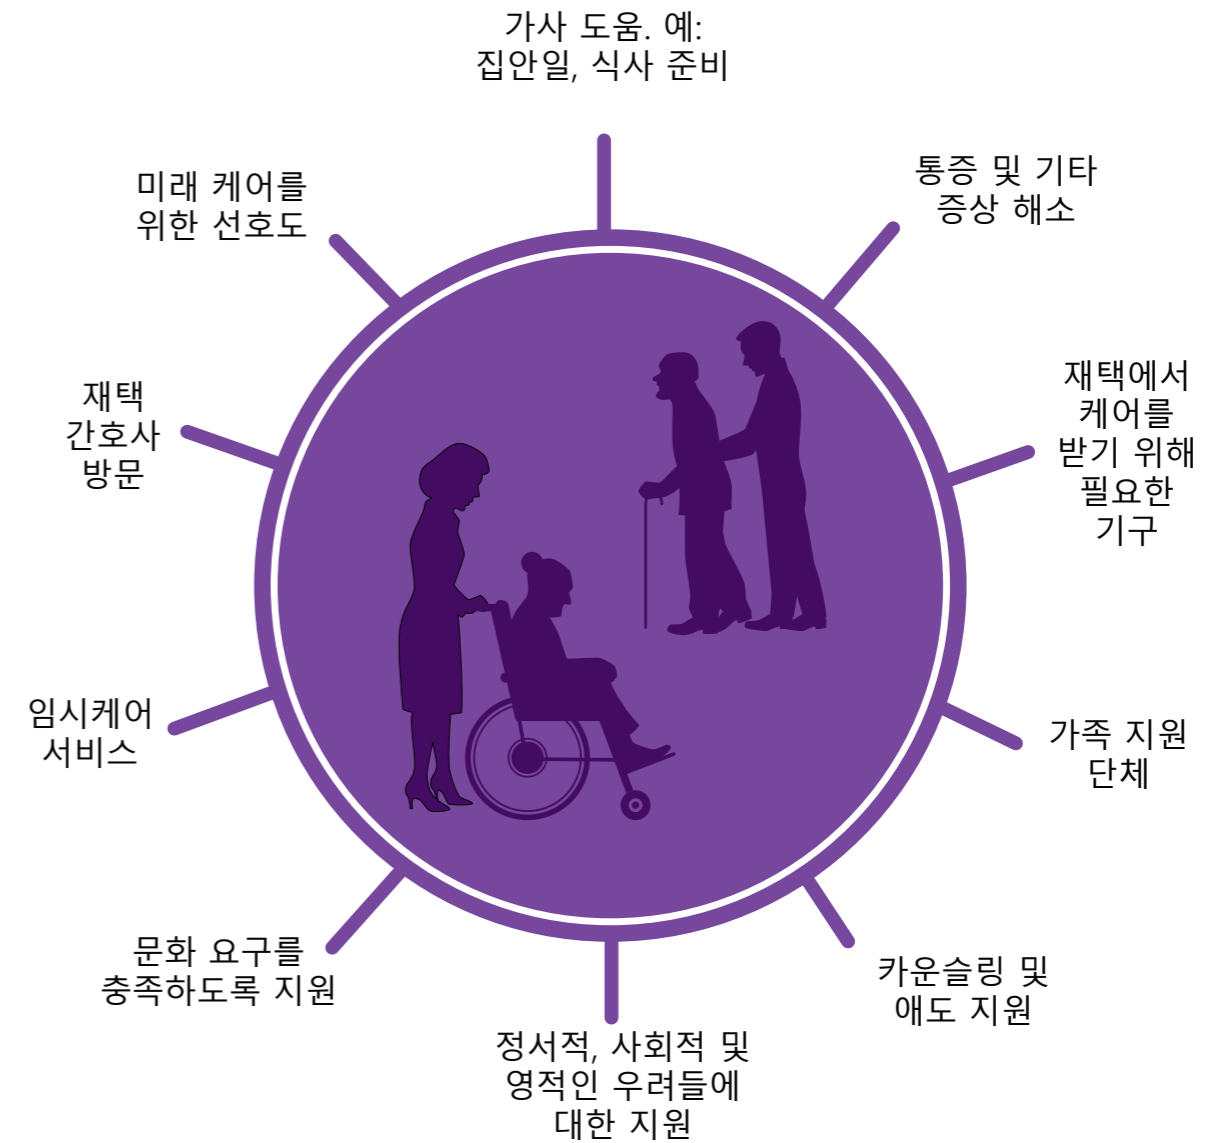 가사 도움. 예:
집안일, 식사 준비
통증 및 기타
증상 해소
재택에서
케어를
받기 위해
필요한
기구
가족 지원
단체
카운슬링 및
애도 지원
정서적, 사회적 및
영적인 우려들에
대한 지원
문화 요구를
충족하도록 지원
임시케어
서비스
재택
간호사
방문
미래 케어를
위한 선호도